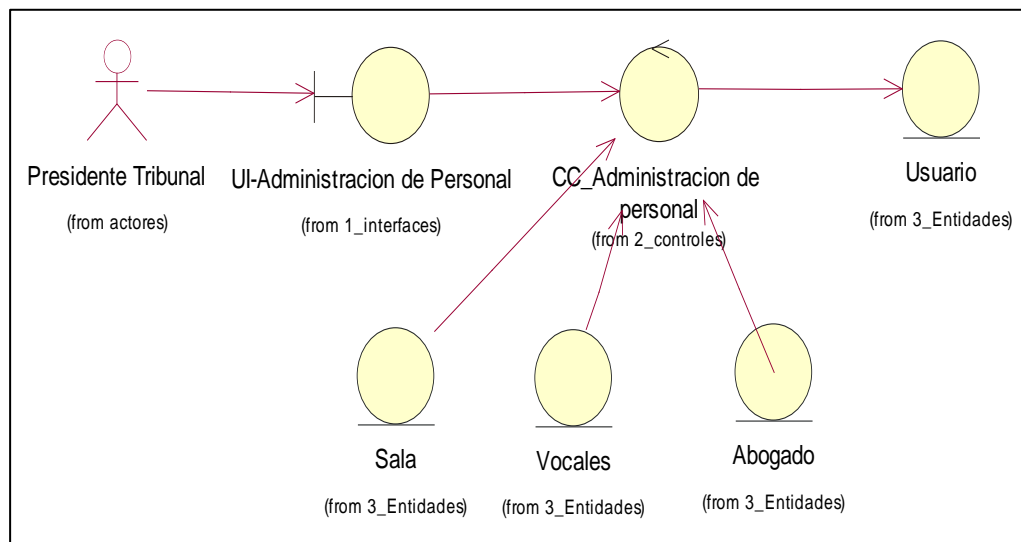 Presidente Tribunal
(from actores)
UI-Administracion de Personal
(from 1_interfaces)
CC_Administracion de
personal
(from 2_controles)
Usuario
(from 3_Entidades)
Sala
(from 3_Entidades)
Vocales
(from 3_Entidades)
Abogado
(from 3_Entidades)